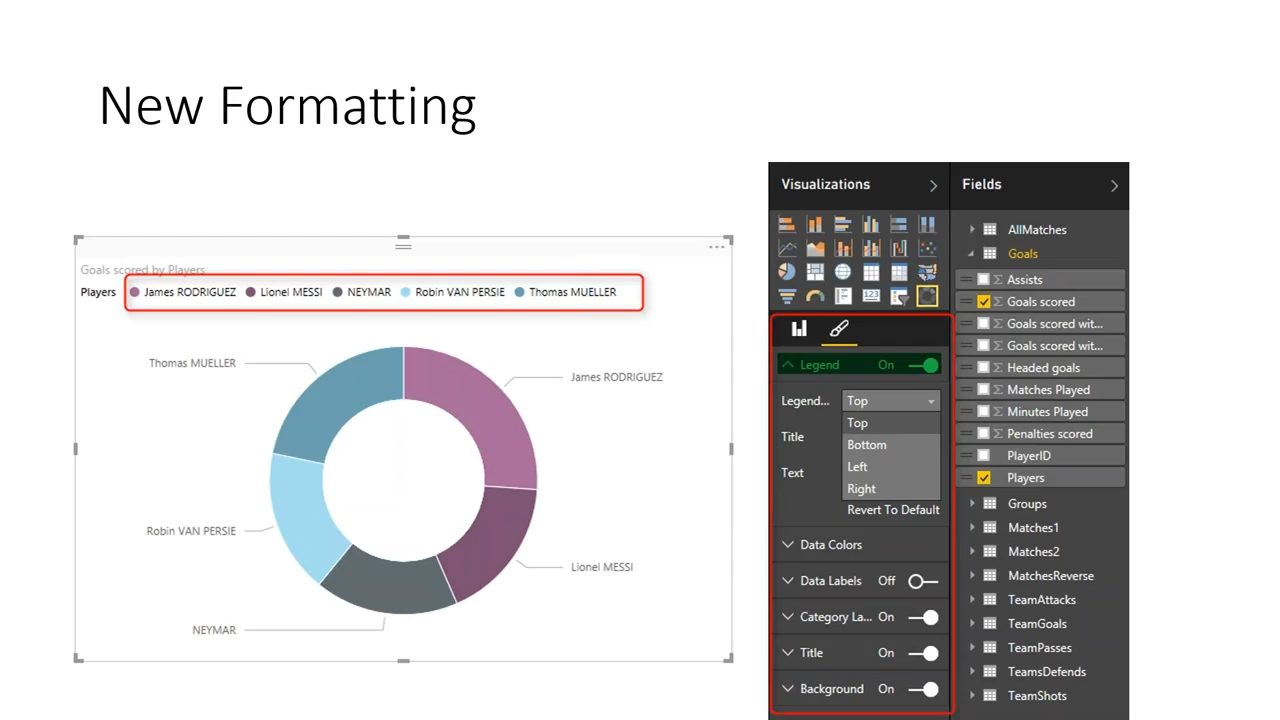 New Formatting
Goals scored by Players
Players James RODRIGUEZ Lionel MESSI NEYMAR Robin VAN PERSIE Thomas MUELLER
Thomas MUELLER
James RODRIGUEZ
Robin VAN PERSIE
Lionel MESSI
NEYMAR
Visualizations
123
Legend On
Legend... Top
Top
Title
Bottom
Left
Text
Right
Revert To Default
Data Colors
Data Labels Off
Category La... On
Title On
Background On
Fields
AllMatches
Goals
Assists
Goals scored
Goals scored wit...
Goals scored wit...
Headed goals
Matches Played
Minutes Played
Penalties scored
PlayerID
Players
Groups
Matches1
Matches2
MatchesReverse
TeamAttacks
TeamGoals
TeamPasses
TeamsDefends
TeamShots